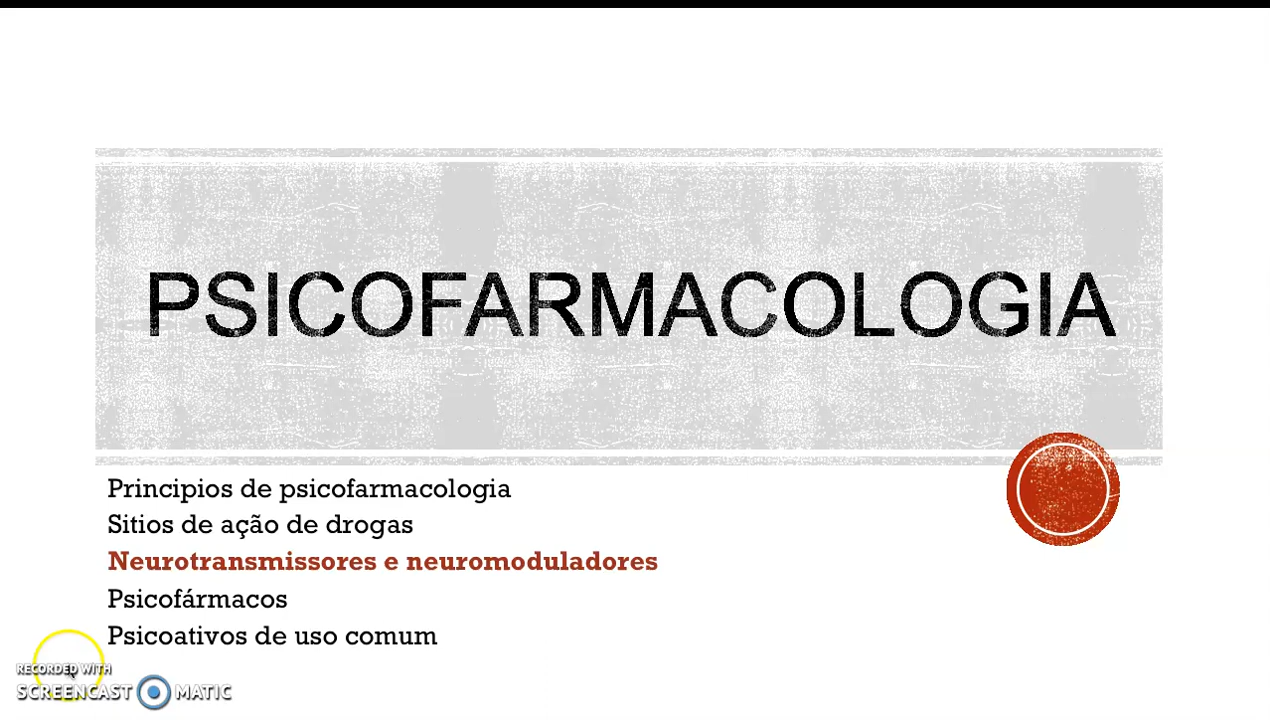 PSICOFARMACOLOGIA
Principios de psicofarmacologia
Sitios de ação de drogas
Neurotransmissores e neuromoduladores
Psicofármacos
Psicoativos de uso comum
RECORDED WITH
SCREENCAST MATIC